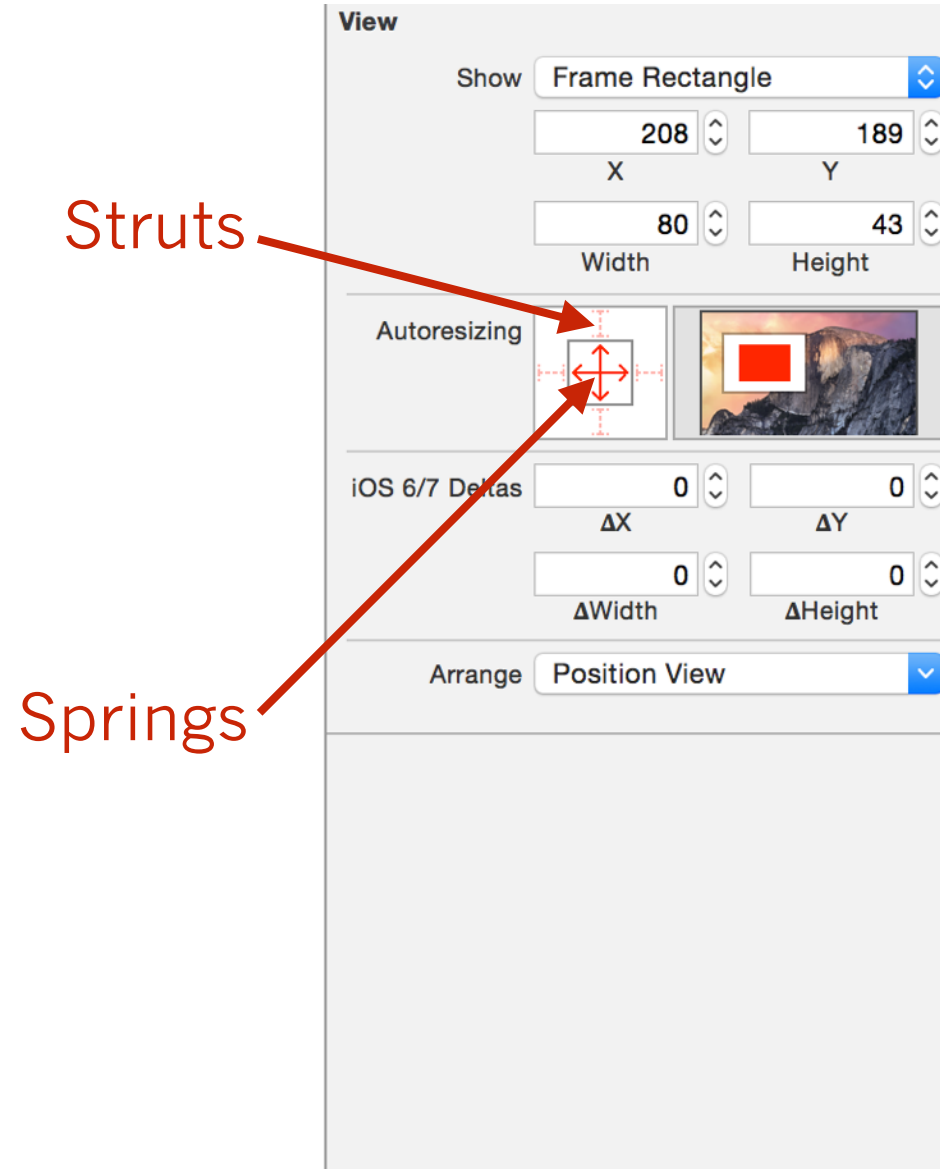 View
Show Frame Rectangle
208 189
X Y
Struts
80 43
Width Height
Autoresizing
iOS 6/7 Deltas 0 0
ΔX ΔY
0 0
ΔWidth ΔHeight
Arrange Position View
Springs